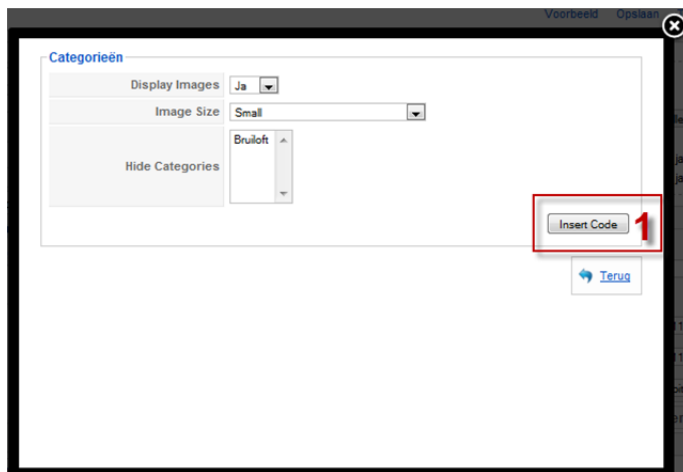 Voorbeeld Opslaan
Categorieën
Display Images Ja
Image Size Small
Hide Categories Bruiloft
Insert Code 1
Terug